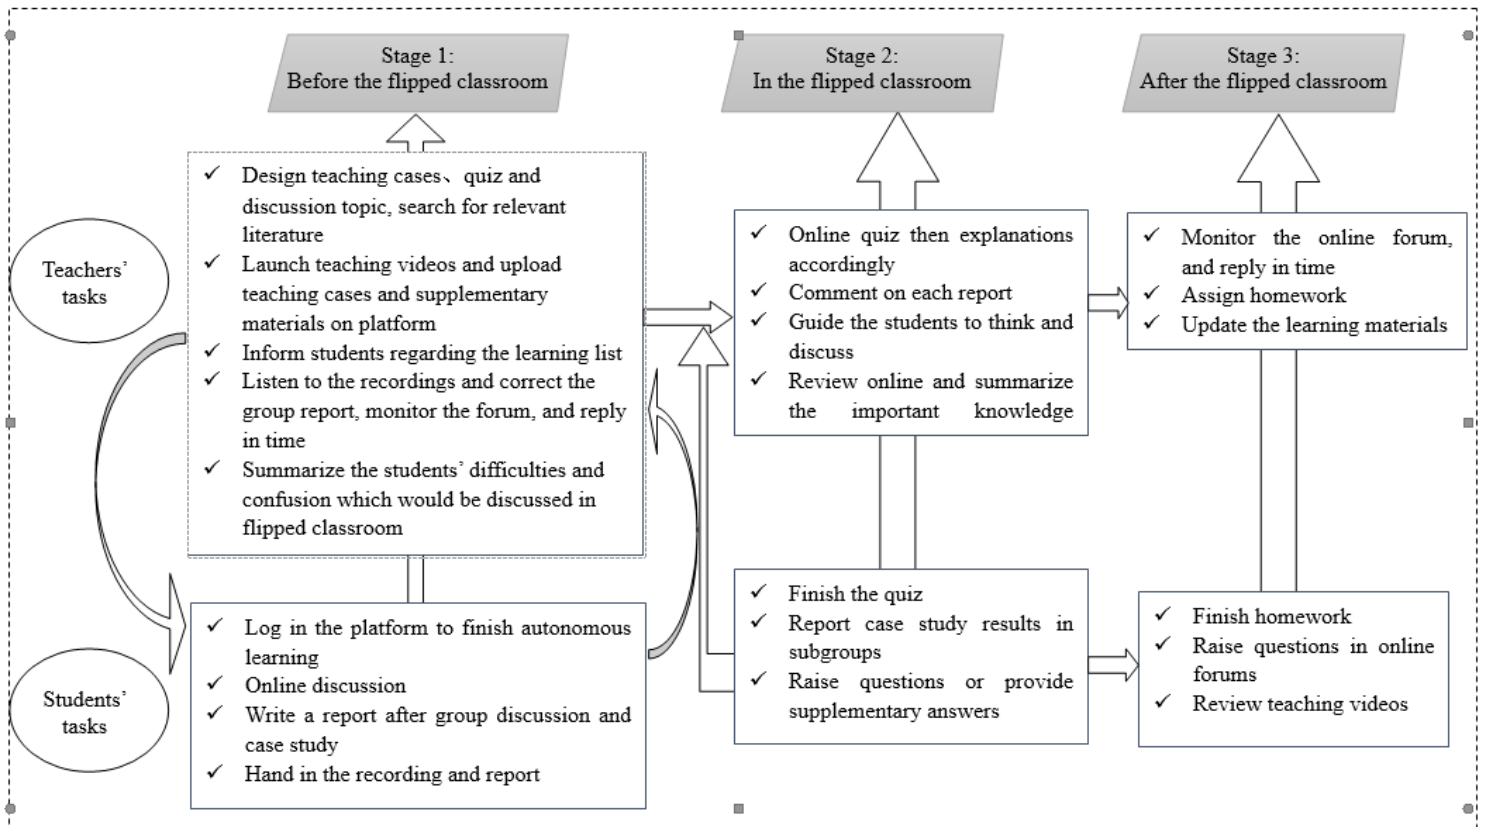 Stage 1:
Before the flipped classroom
Stage 2:
In the flipped classroom
Stage 3:
After the flipped classroom
Teachers’
tasks
✓ Design teaching cases、 quiz and
discussion topic, search for relevant
literature
✓ Launch teaching videos and upload
teaching cases and supplementary
materials on platform
✓ Inform students regarding the learning list
✓ Listen to the recordings and correct the
group report, monitor the forum, and reply
in time
✓ Summarize the students’ difficulties and
confusion which would be discussed in
flipped classroom
✓ Online quiz then explanations
accordingly
✓ Comment on each report
✓ Guide the students to think and
discuss
✓ Review online and summarize
the important knowledge
✓ Monitor the online forum,
and reply in time
✓ Assign homework
✓ Update the learning materials
Students’
tasks
✓ Log in the platform to finish autonomous
learning
✓ Online discussion
✓ Write a report after group discussion and
case study
✓ Hand in the recording and report
✓ Finish the quiz
✓ Report case study results in
subgroups
✓ Raise questions or provide
supplementary answers
✓ Finish homework
✓ Raise questions in online
forums
✓ Review teaching videos